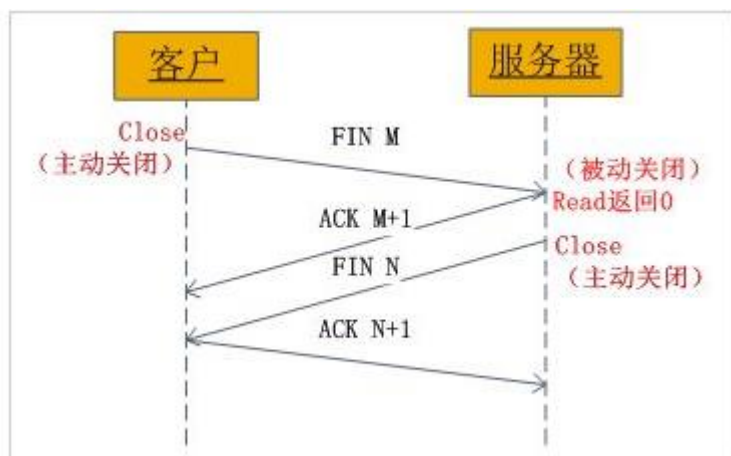 客户
服务器
Close
（主动关闭）
FIN M
（被动关闭）
Read返回0
ACK M+1
Close
（主动关闭）
FIN N
ACK N+1